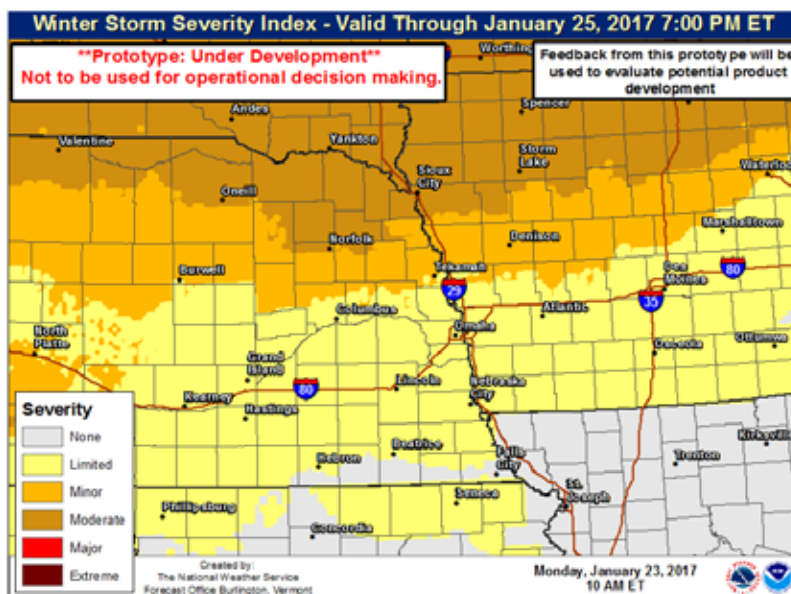 Winter Storm Severity Index - Valid Through January 25, 2017 7:00 PM ET
**Prototype: Under Development**
Not to be used for operational decision making.
Feedback from this prototype will be
used to evaluate potential product
development
Worthing
Spencer
Andes
Valentine
Yankton
Storm
Lake
Sioux
City
Waterloo
Oneill
Marshalltown
Norfolk
Denison
Burwell
Tekamah
Des
Moines
80
29
35
Columbus
Atlantic
North
Platte
Omaha
Osceola
Ottumwa
Grand
Island
80
Lincoln
Nebraska
City
Kearney
Hastings
Severity
None
Limited
Minor
Moderate
Major
Extreme
Beatrice
Hebron
Falls
City
Kirksville
Trenton
St.
Joseph
Seneca
Phillipsburg
Concordia
Created by:
The National Weather Service
Forecast Office Burlington, Vermont
Monday, January 23, 2017
10 AM ET